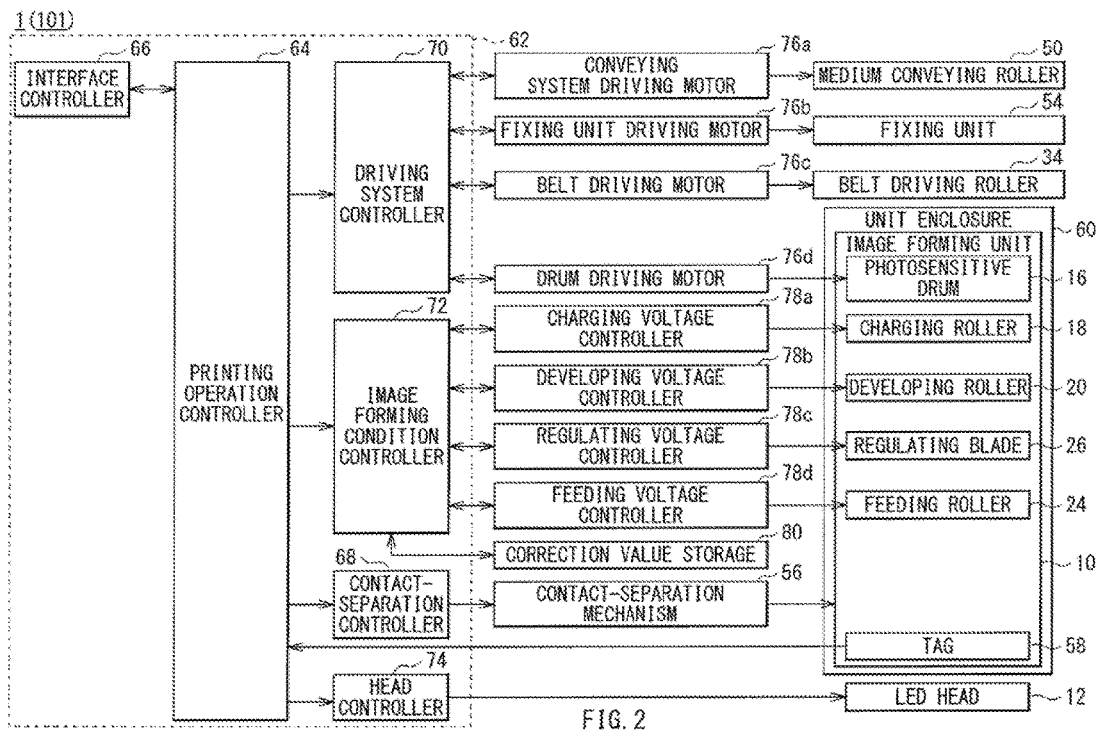 1(101)
66
INTERFACE
CONTROLLER
64
PRINTING
OPERATION
CONTROLLER
70
DRIVING
SYSTEM
CONTROLLER
62
76a
CONVEYING
SYSTEM DRIVING MOTOR
50
MEDIUM CONVEYING ROLLER
76b
FIXING UNIT DRIVING MOTOR
54
FIXING UNIT
76c
BELT DRIVING MOTOR
34
BELT DRIVING ROLLER
UNIT ENCLOSURE
60
IMAGE FORMING UNIT
76d
DRUM DRIVING MOTOR
PHOTOSENSITIVE
DRUM
16
72
IMAGE
FORMING
CONDITION
CONTROLLER
78a
CHARGING VOLTAGE
CONTROLLER
CHARGING ROLLER
18
78b
DEVELOPING VOLTAGE
CONTROLLER
DEVELOPING ROLLER
20
78c
REGULATING VOLTAGE
CONTROLLER
REGULATING BLADE
26
78d
FEEDING VOLTAGE
CONTROLLER
FEEDING ROLLER
24
80
CORRECTION VALUE STORAGE
10
68
CONTACT-
SEPARATION
CONTROLLER
56
CONTACT-SEPARATION
MECHANISM
TAG
58
74
HEAD
CONTROLLER
LED HEAD
12
FIG. 2